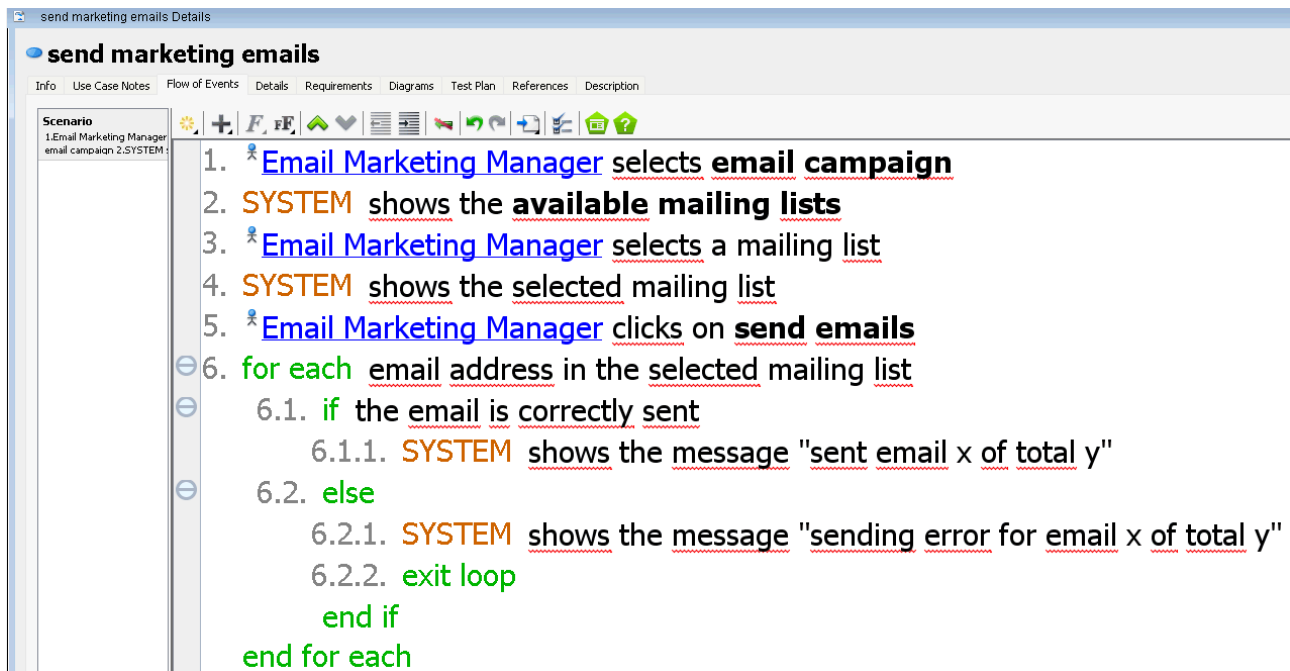 send marketing emails Details
send marketing emails
Info Use Case Notes Flow of Events Details Requirements Diagrams Test Plan References Description
Scenario
1.Email Marketing Manager
email campaign 2.SYSTEM s
1. Email Marketing Manager selects email campaign
2. SYSTEM shows the available mailing lists
3. Email Marketing Manager selects a mailing list
4. SYSTEM shows the selected mailing list
5. Email Marketing Manager clicks on send emails
6. for each email address in the selected mailing list
6.1. if the email is correctly sent
6.1.1. SYSTEM shows the message "sent email x of total y"
6.2. else
6.2.1. SYSTEM shows the message "sending error for email x of total y"
6.2.2. exit loop
end if
end for each